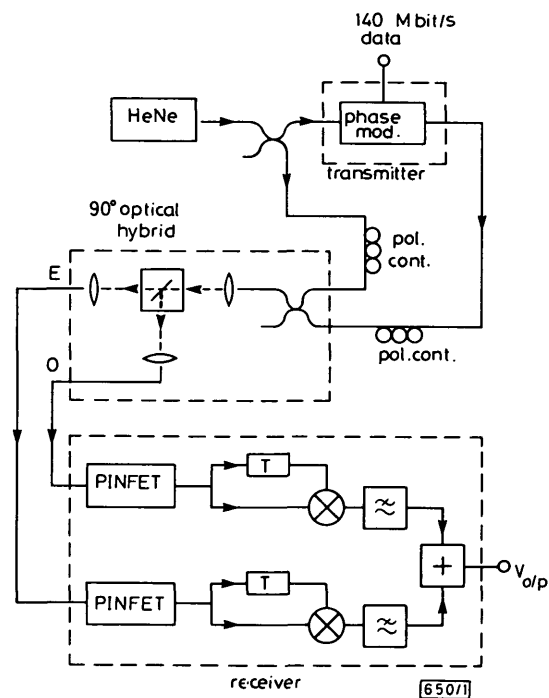 140 Mbit/s
data
HeNe
phase
mod.
transmitter
90° optical
hybrid
pol.
cont.
E
O
pol.cont.
PINFET
T
+
V o/p
PINFET
T
receiver
650/1